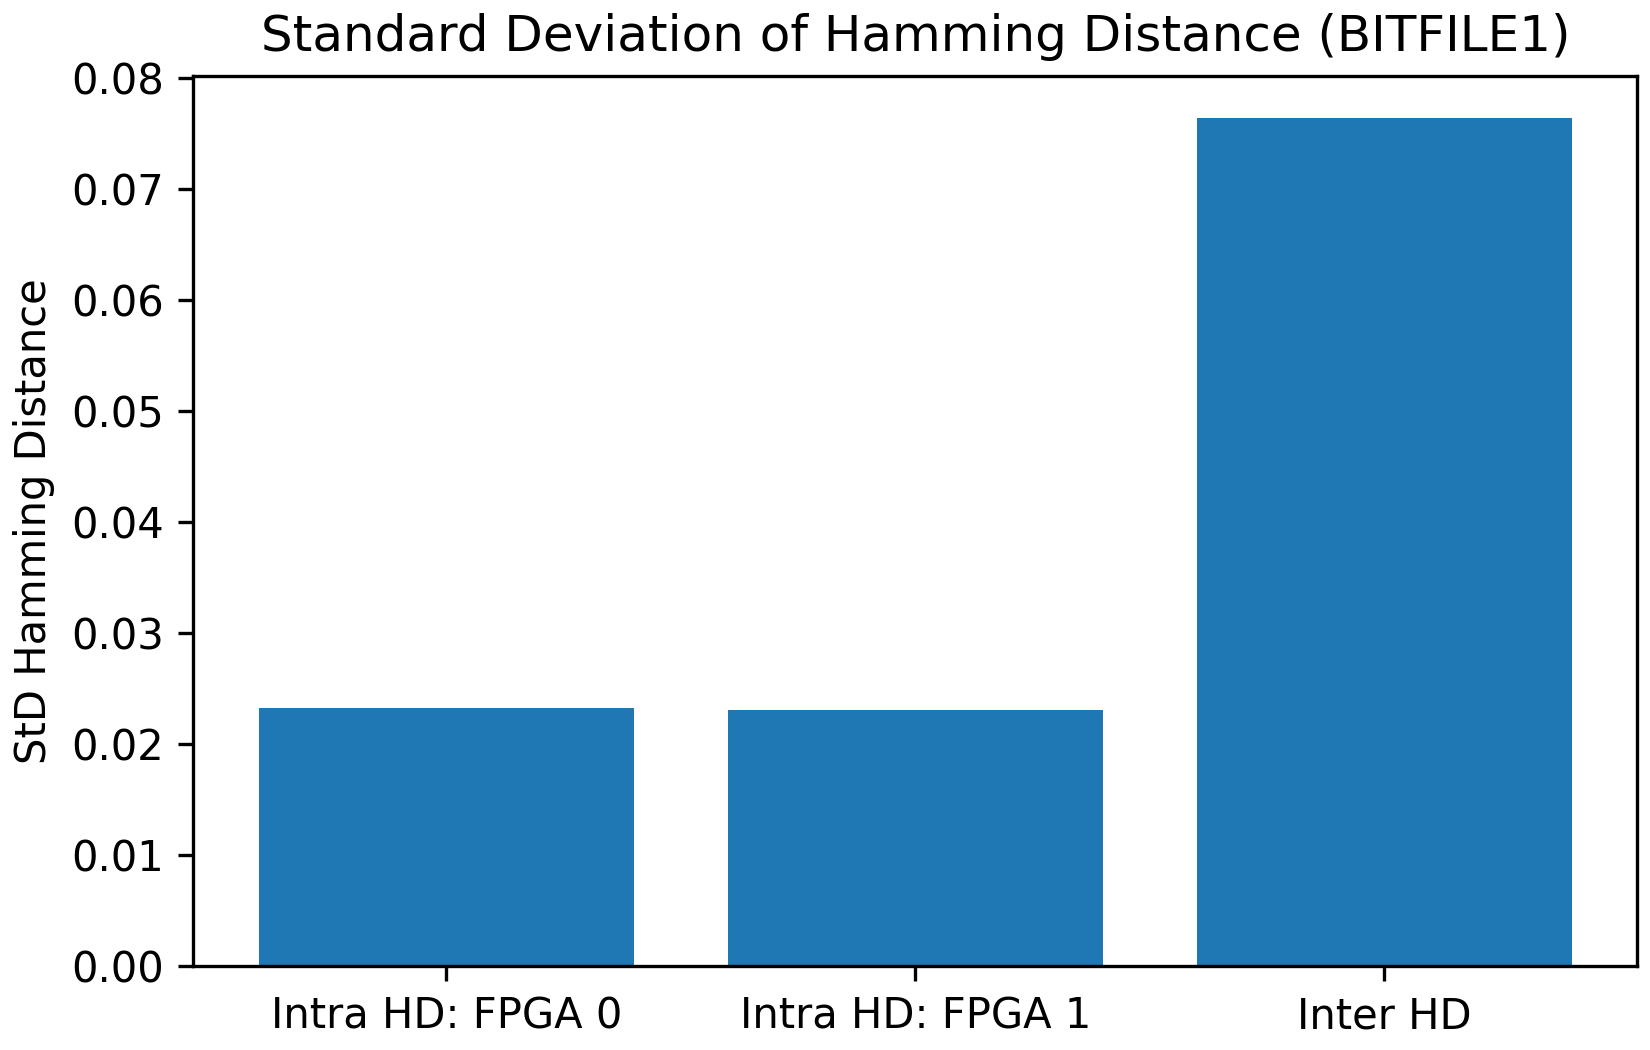 Standard Deviation of Hamming Distance (BITFILE1)
StD Hamming Distance
0.08
0.07
0.06
0.05
0.04
0.03
0.02
0.01
0.00
Intra HD: FPGA 0
Intra HD: FPGA 1
Inter HD